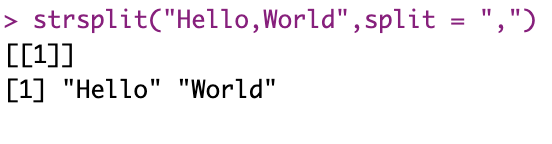 > strsplit("Hello,World",split = ",")
[[1]]
[1] "Hello" "World"